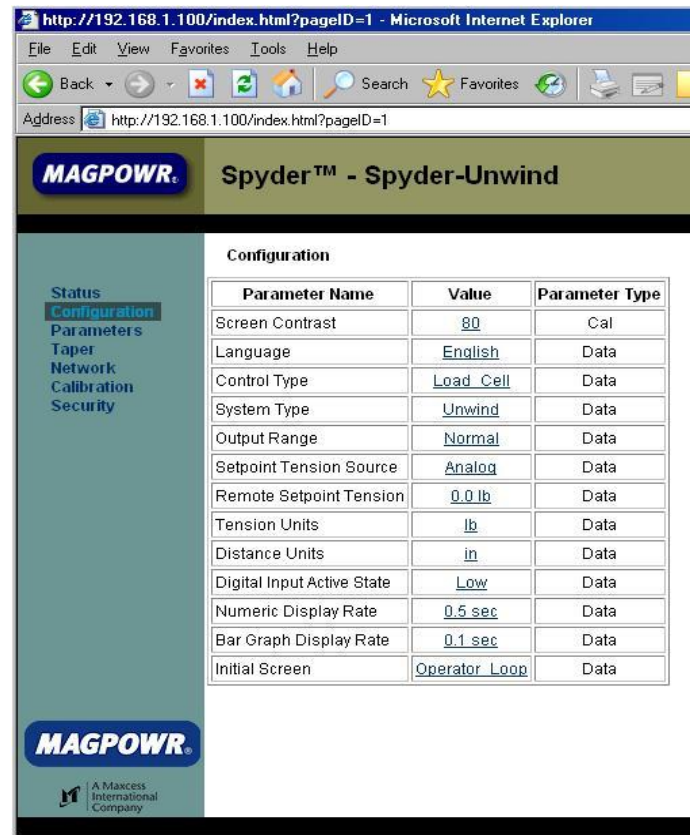 http://192.168.1.100/index.html?pageID=1 - Microsoft Internet Explorer
File Edit View Favorites Tools Help
Back Search Favorites
Address http://192.168.1.100/index.html?pageID=1
MAGPOWR®
Spyder™ - Spyder-Unwind
Status
Configuration
Parameters
Taper
Network
Calibration
Security
Configuration
Parameter Name Value Parameter Type
Screen Contrast 80 Cal
Language English Data
Control Type Load_Cell Data
System Type Unwind Data
Output Range Normal Data
Setpoint Tension Source Analog Data
Remote Setpoint Tension 0.0 lb Data
Tension Units lb Data
Distance Units in Data
Digital Input Active State Low Data
Numeric Display Rate 0.5 sec Data
Bar Graph Display Rate 0.1 sec Data
Initial Screen Operator_Loop Data
MAGPOWR®
A Maxcess
International
Company